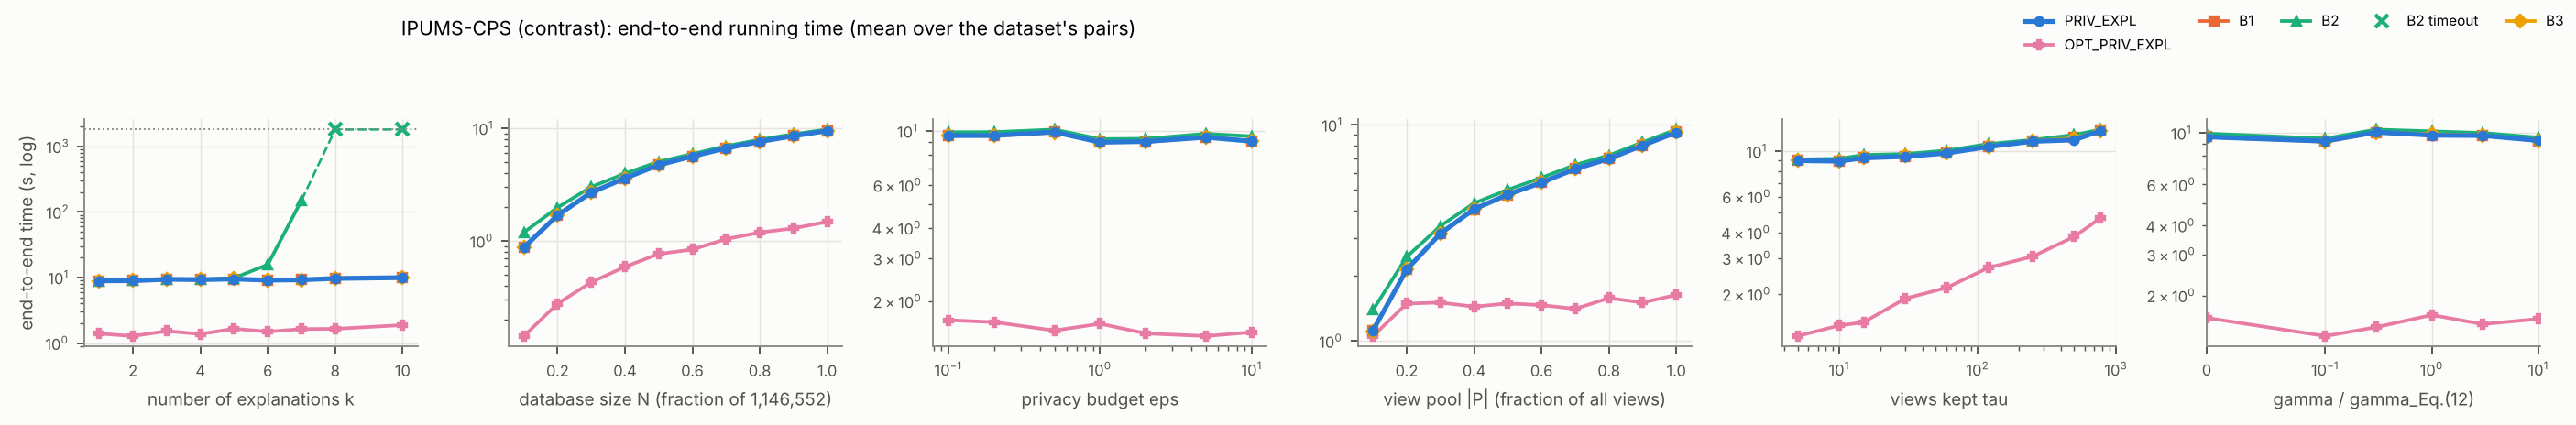 IPUMS-CPS (contrast): end-to-end running time (mean over the dataset's pairs)
PRIV_EXPL
B1
B2
B2 timeout
B3
OPT_PRIV_EXPL
end-to-end time (s, log)
10³
10²
10¹
10⁰
2 4 6 8 10
number of explanations k
10¹
10⁰
0.2 0.4 0.6 0.8 1.0
database size N (fraction of 1,146,552)
10¹
6 × 10⁰
4 × 10⁰
3 × 10⁰
2 × 10⁰
10⁻¹ 10⁰ 10¹
privacy budget eps
10¹
10⁰
0.2 0.4 0.6 0.8 1.0
view pool |P| (fraction of all views)
10¹
6 × 10⁰
4 × 10⁰
3 × 10⁰
2 × 10⁰
10¹ 10² 10³
views kept tau
10¹
6 × 10⁰
4 × 10⁰
3 × 10⁰
2 × 10⁰
0 10⁻¹ 10⁰ 10¹
gamma / gamma_Eq.(12)